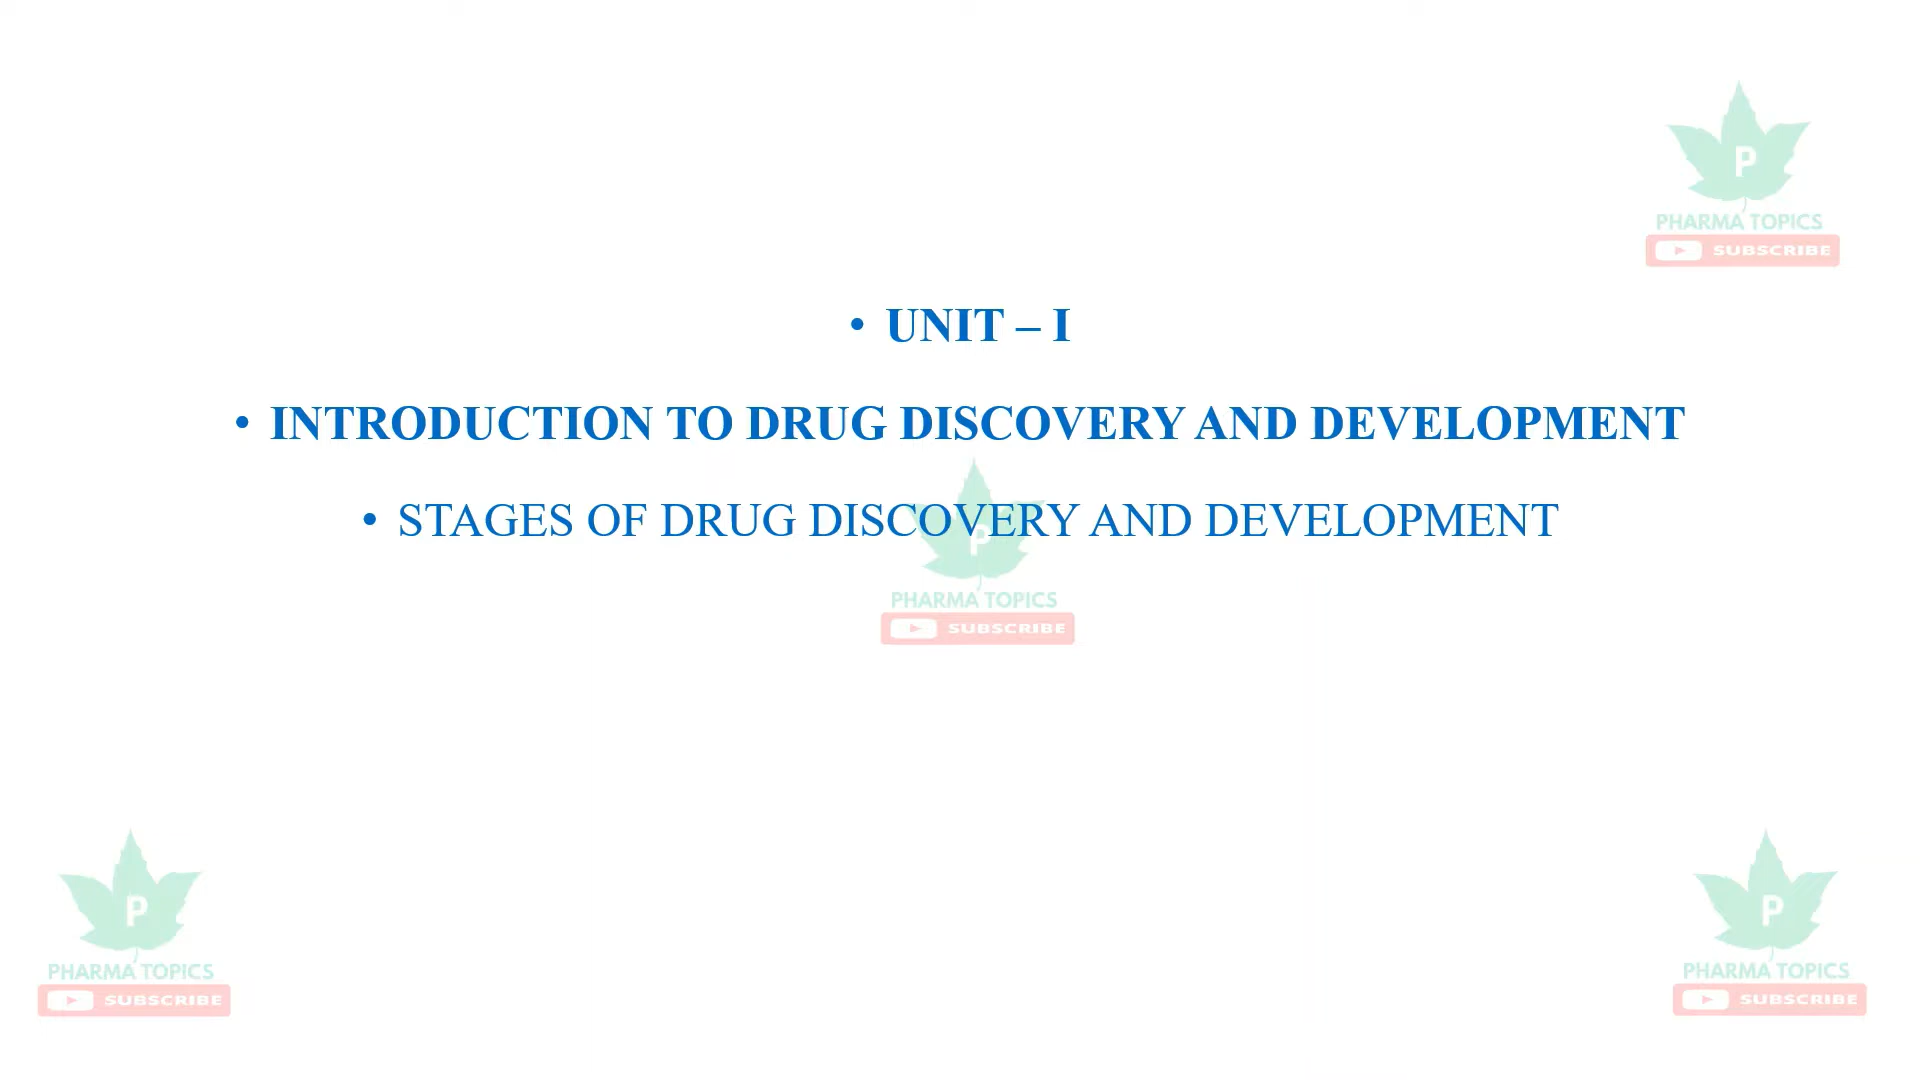 P
PHARMA TOPICS
SUBSCRIBE
• UNIT – I
• INTRODUCTION TO DRUG DISCOVERY AND DEVELOPMENT
• STAGES OF DRUG DISCOVERY AND DEVELOPMENT
P
PHARMA TOPICS
SUBSCRIBE
P
PHARMA TOPICS
SUBSCRIBE
P
PHARMA TOPICS
SUBSCRIBE